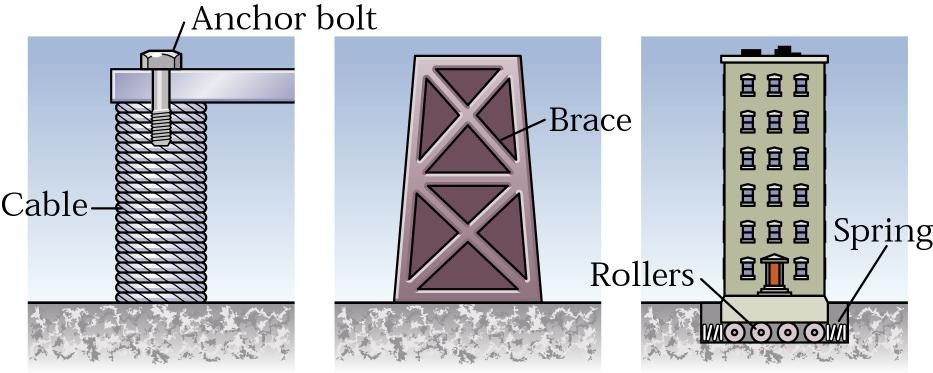 Anchor bolt
Cable
Brace
Rollers
Spring